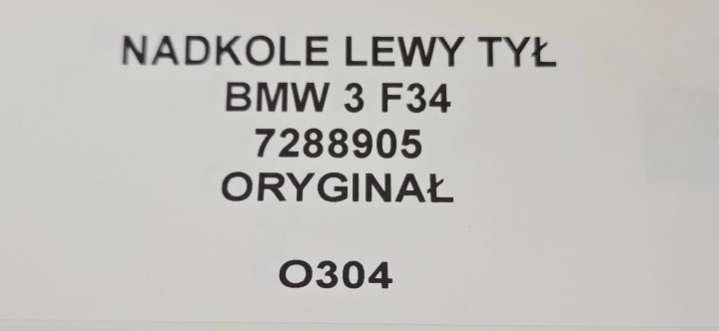 NADKOLE LEWY TYŁ
BMW 3 F34
7288905
ORYGINAŁ
O304